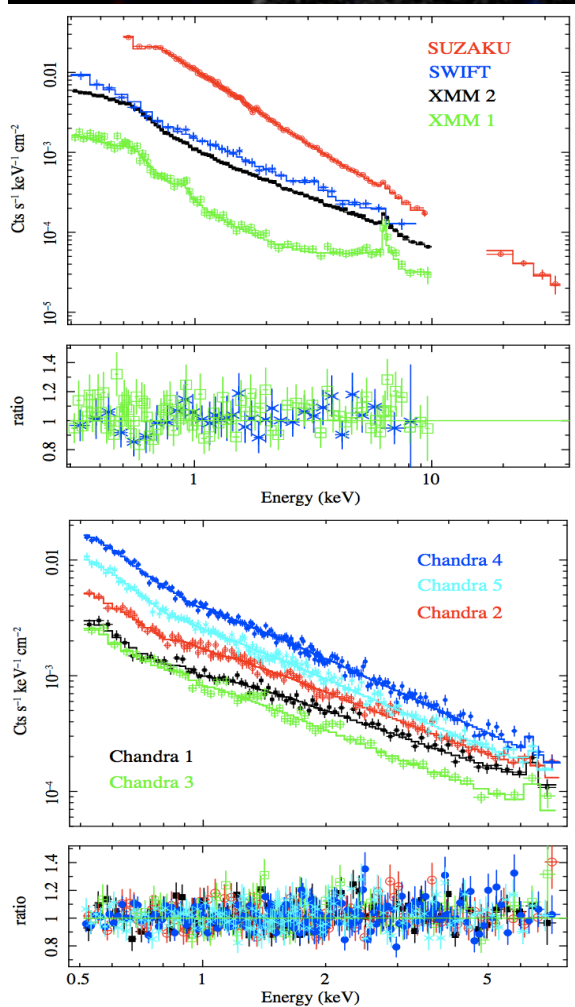 SUZAKU
SWIFT
XMM 2
XMM 1
Cts s⁻¹ keV⁻¹ cm⁻²
0.01
10⁻³
10⁻⁴
10⁻⁵
ratio
1.4
1.2
1
0.8
1
10
Energy (keV)
Chandra 4
Chandra 5
Chandra 2
Chandra 1
Chandra 3
Cts s⁻¹ keV⁻¹ cm⁻²
0.01
10⁻³
10⁻⁴
ratio
1.4
1.2
1
0.8
0.5
1
2
5
Energy (keV)